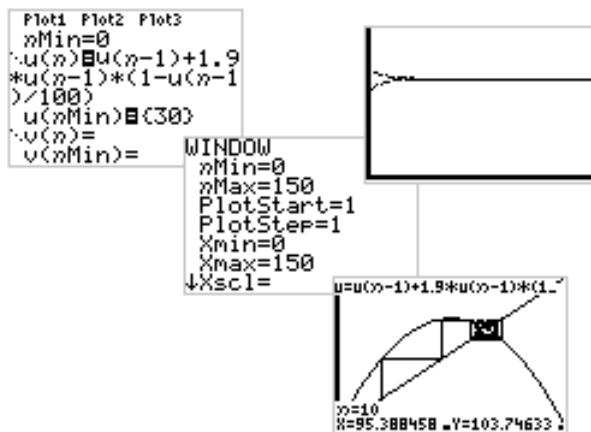 Plot1 Plot2 Plot3
nMin=0
u(n)=u(n-1)+1.9
*u(n-1)*(1-u(n-1
)/100)
u(nMin)={30}
v(n)=
v(nMin)=
WINDOW
nMin=0
nMax=150
PlotStart=1
PlotStep=1
Xmin=0
Xmax=150
↓Xscl=
u=u(n-1)+1.9*u(n-1)*(1_
n=10
X=95.388458 Y=103.74633